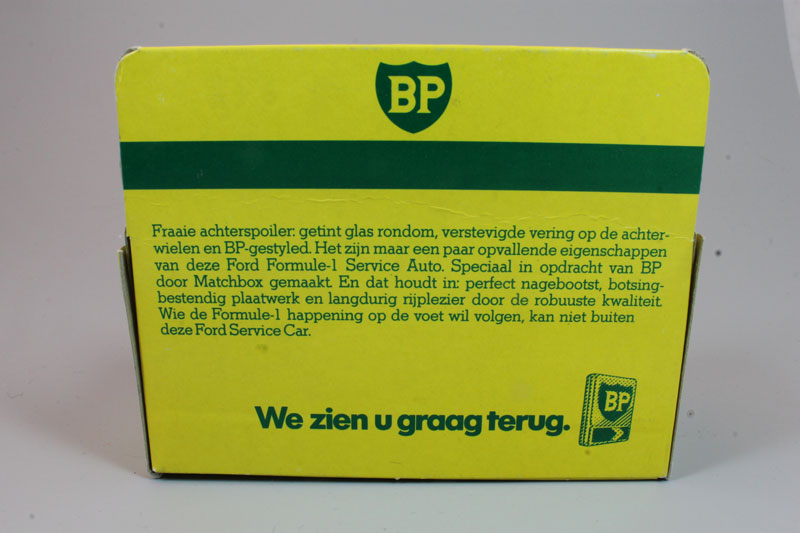 BP
Fraaie achterspoiler: getint glas rondom, verstevigde vering op de achter-
wielen en BP-gestyled. Het zijn maar een paar opvallende eigenschappen
van deze Ford Formule-1 Service Auto. Speciaal in opdracht van BP
door Matchbox gemaakt. En dat houdt in: perfect nagebootst, botsing-
bestendig plaatwerk en langdurig rijplezier door de robuuste kwaliteit.
Wie de Formule-1 happening op de voet wil volgen, kan niet buiten
deze Ford Service Car.
We zien u graag terug.
BP